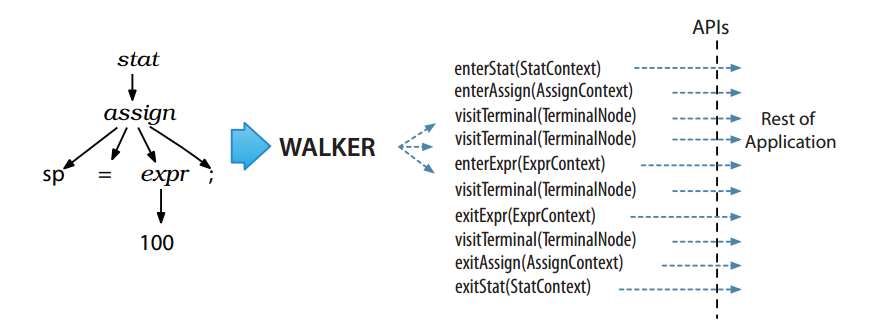 APIs
stat
assign
sp = expr ;
100
WALKER
enterStat(StatContext)
enterAssign(AssignContext)
visitTerminal(TerminalNode)
visitTerminal(TerminalNode)
enterExpr(ExprContext)
visitTerminal(TerminalNode)
exitExpr(ExprContext)
visitTerminal(TerminalNode)
exitAssign(AssignContext)
exitStat(StatContext)
Rest of
Application